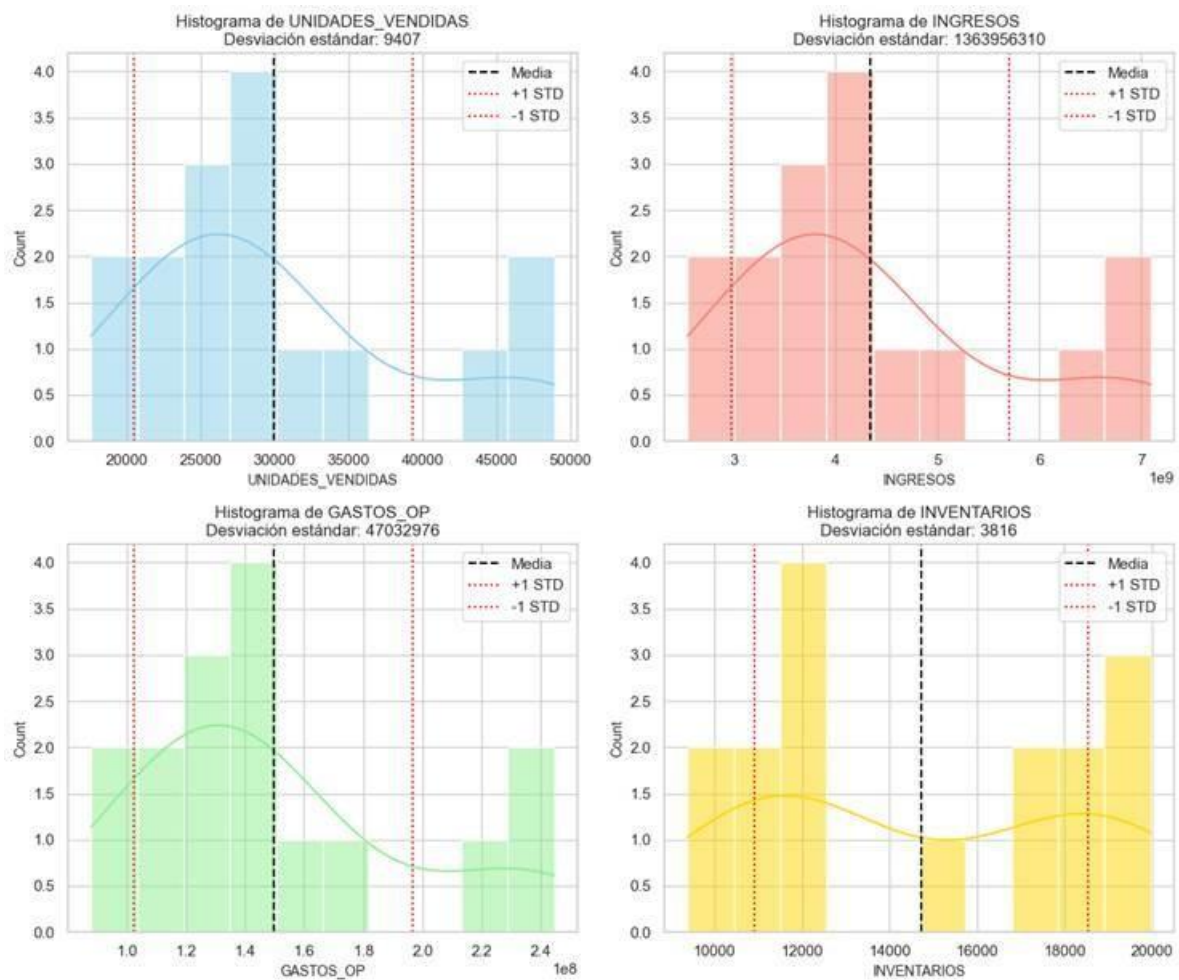 Histograma de UNIDADES_VENDIDAS
Desviación estándar: 9407
4.0
3.5
3.0
2.5
2.0
1.5
1.0
0.5
0.0
Count
Media
+1 STD
-1 STD
20000 25000 30000 35000 40000 45000 50000
UNIDADES_VENDIDAS
Histograma de INGRESOS
Desviación estándar: 1363956310
4.0
3.5
3.0
2.5
2.0
1.5
1.0
0.5
0.0
Count
Media
+1 STD
-1 STD
3 4 5 6 7
1e9
INGRESOS
Histograma de GASTOS_OP
Desviación estándar: 47032976
4.0
3.5
3.0
2.5
2.0
1.5
1.0
0.5
0.0
Count
Media
+1 STD
-1 STD
1.0 1.2 1.4 1.6 1.8 2.0 2.2 2.4
1e8
GASTOS_OP
Histograma de INVENTARIOS
Desviación estándar: 3816
4.0
3.5
3.0
2.5
2.0
1.5
1.0
0.5
0.0
Count
Media
+1 STD
-1 STD
10000 12000 14000 16000 18000 20000
INVENTARIOS